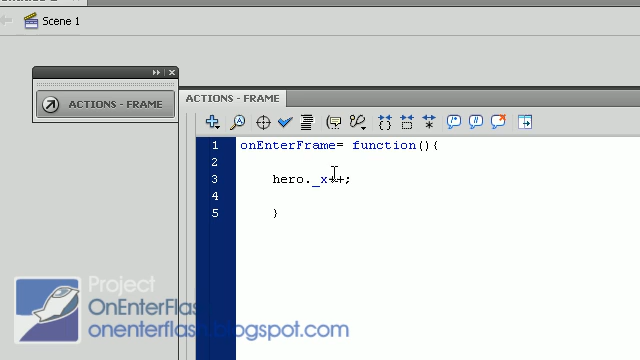 Scene 1
ACTIONS - FRAME
ACTIONS - FRAME
1 onEnterFrame= function(){
2
3 hero._x++;
4
5 }
Project
OnEnterFlash
onenterflash.blogspot.com